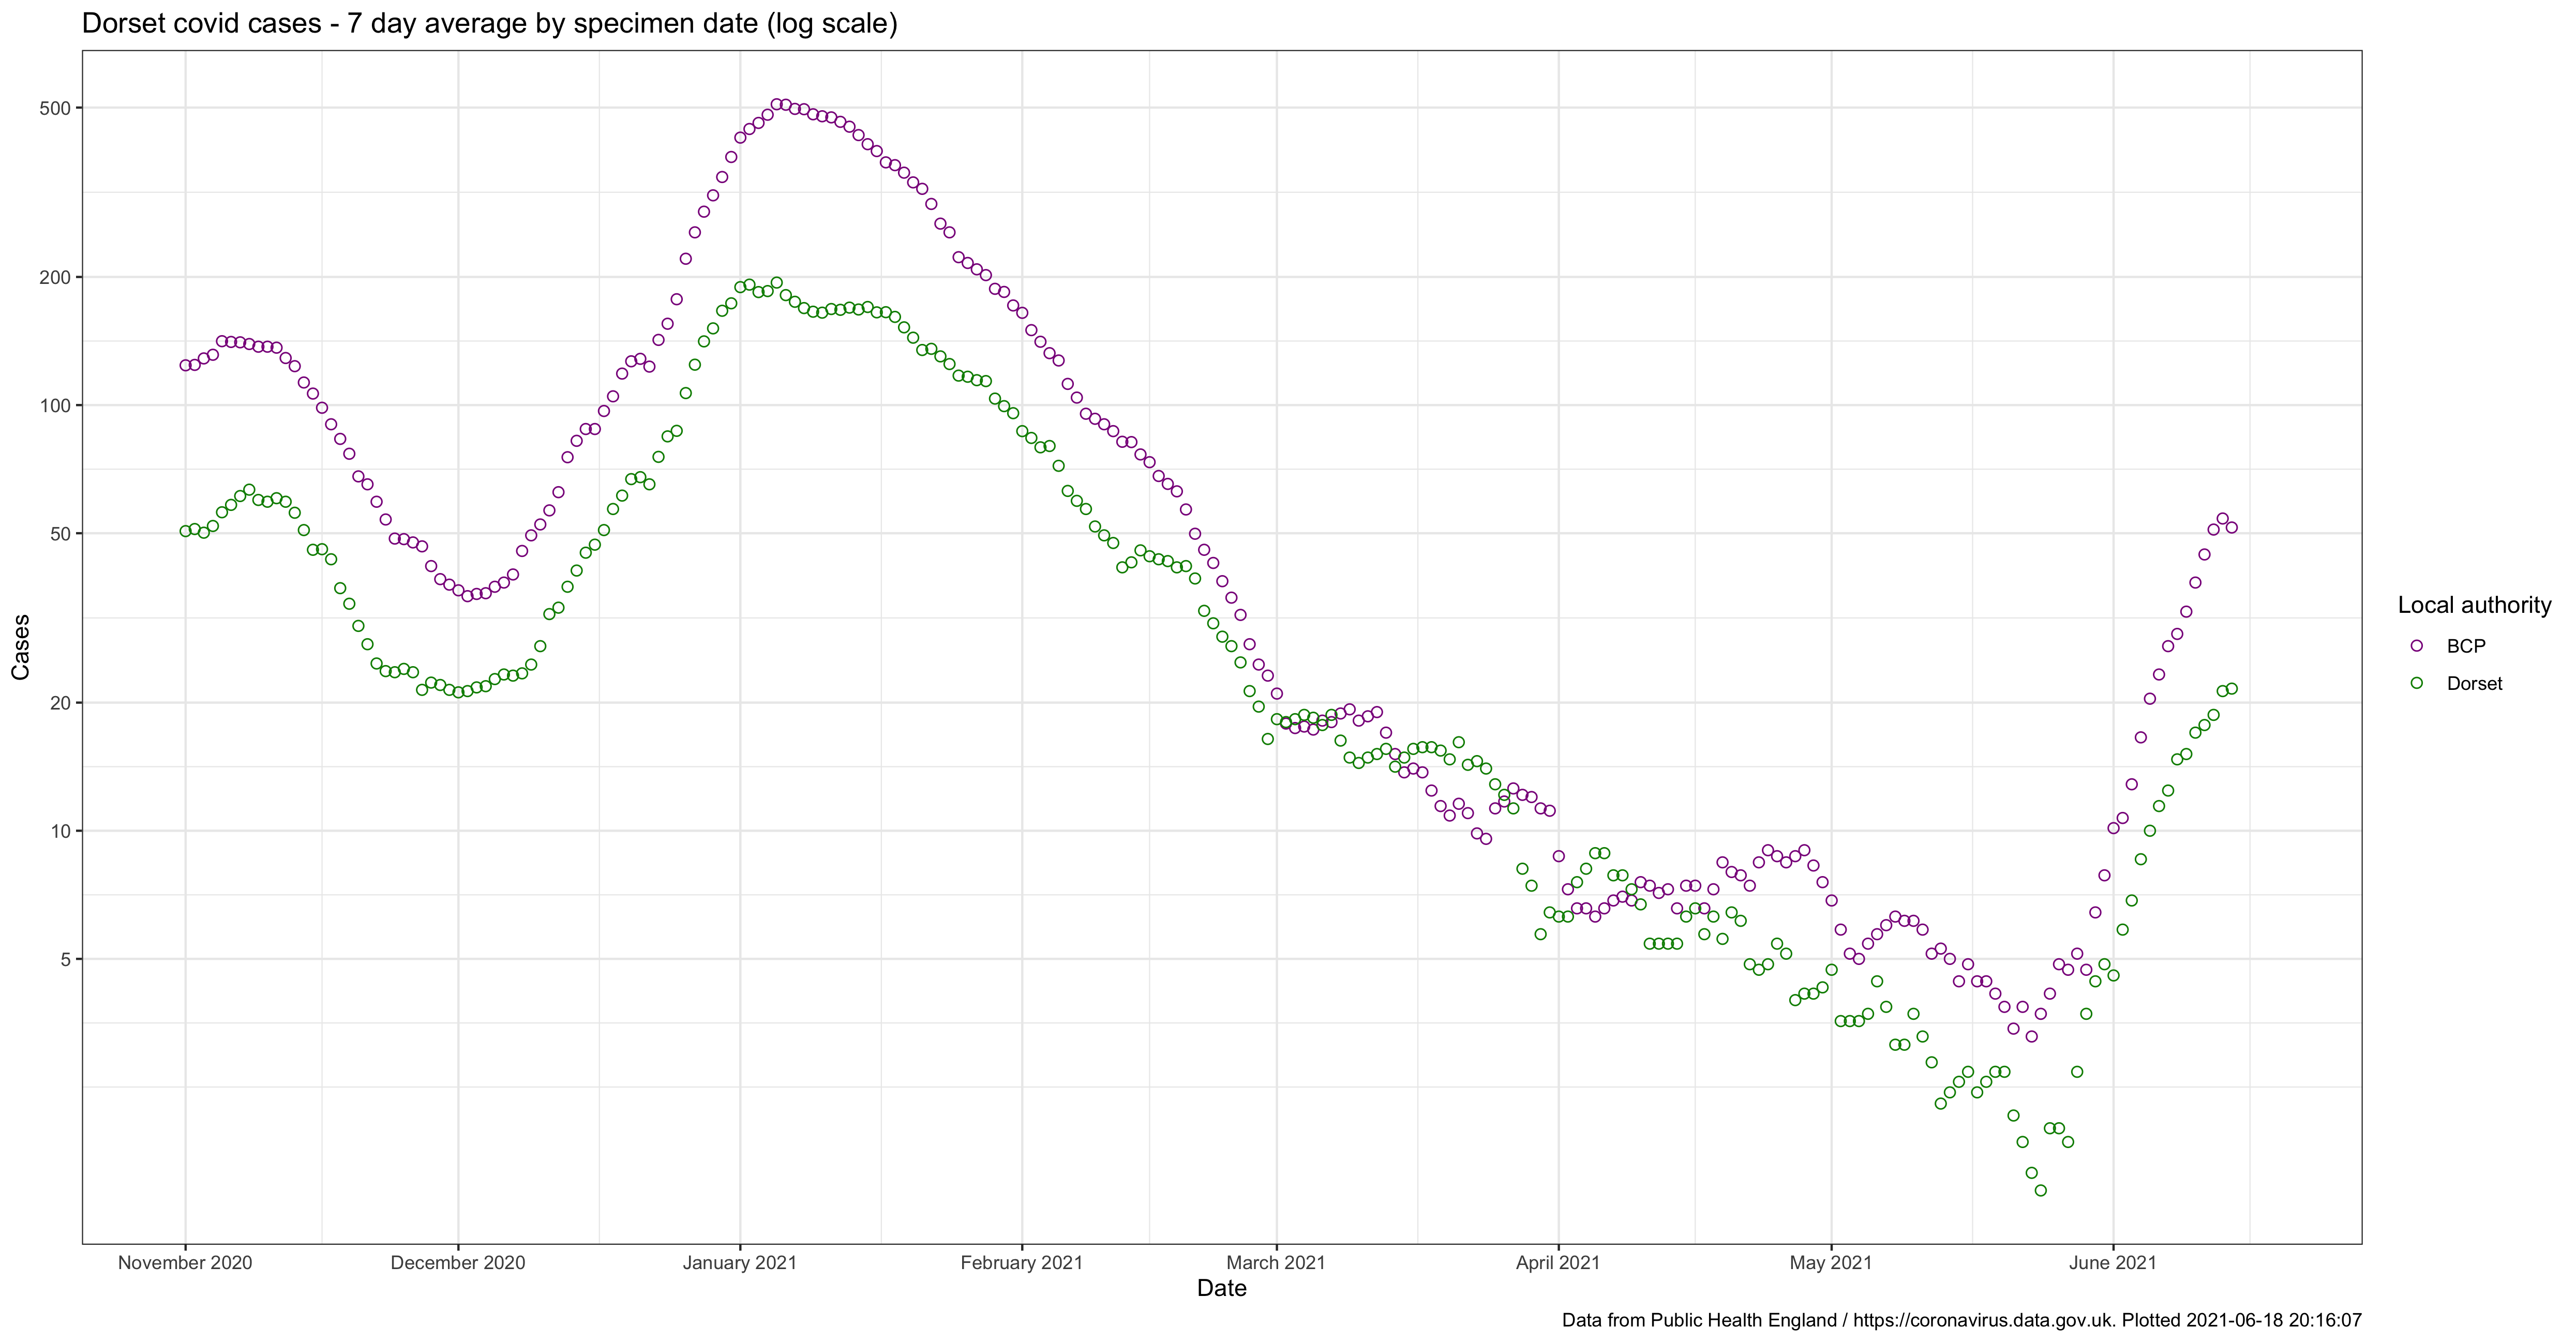 Dorset covid cases - 7 day average by specimen date (log scale)
500
200
100
50
20
10
5
Cases
November 2020
December 2020
January 2021
February 2021
March 2021
April 2021
May 2021
June 2021
Date
Local authority
BCP
Dorset
Data from Public Health England / https://coronavirus.data.gov.uk. Plotted 2021-06-18 20:16:07